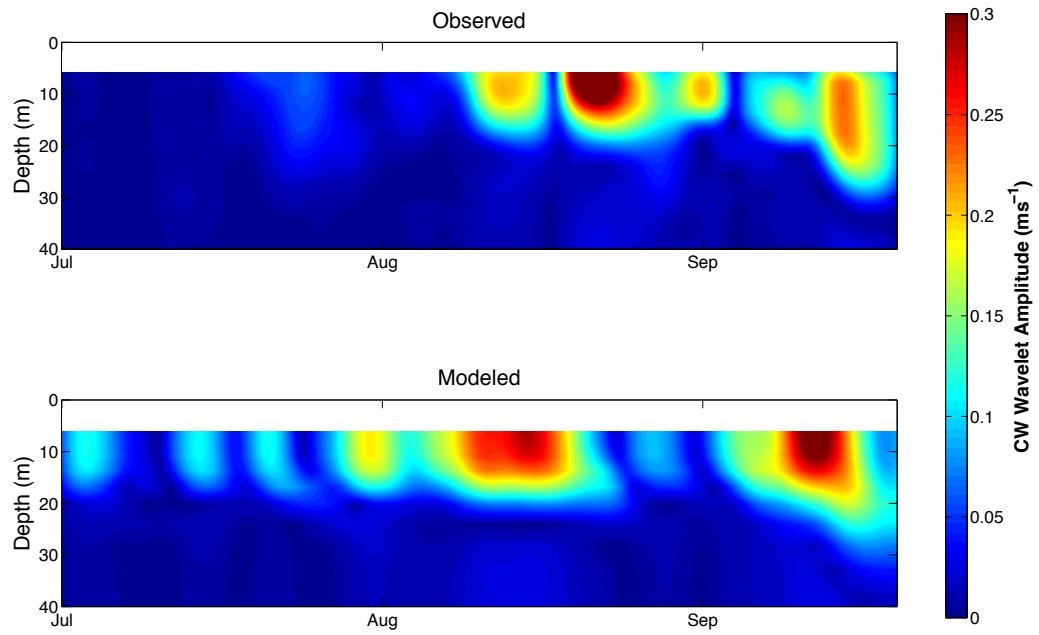 Observed
0
10
20
30
40
Depth (m)
Jul
Aug
Sep
Modeled
0
10
20
30
40
Depth (m)
Jul
Aug
Sep
0.3
0.25
0.2
0.15
0.1
0.05
0
CW Wavelet Amplitude (ms⁻¹)